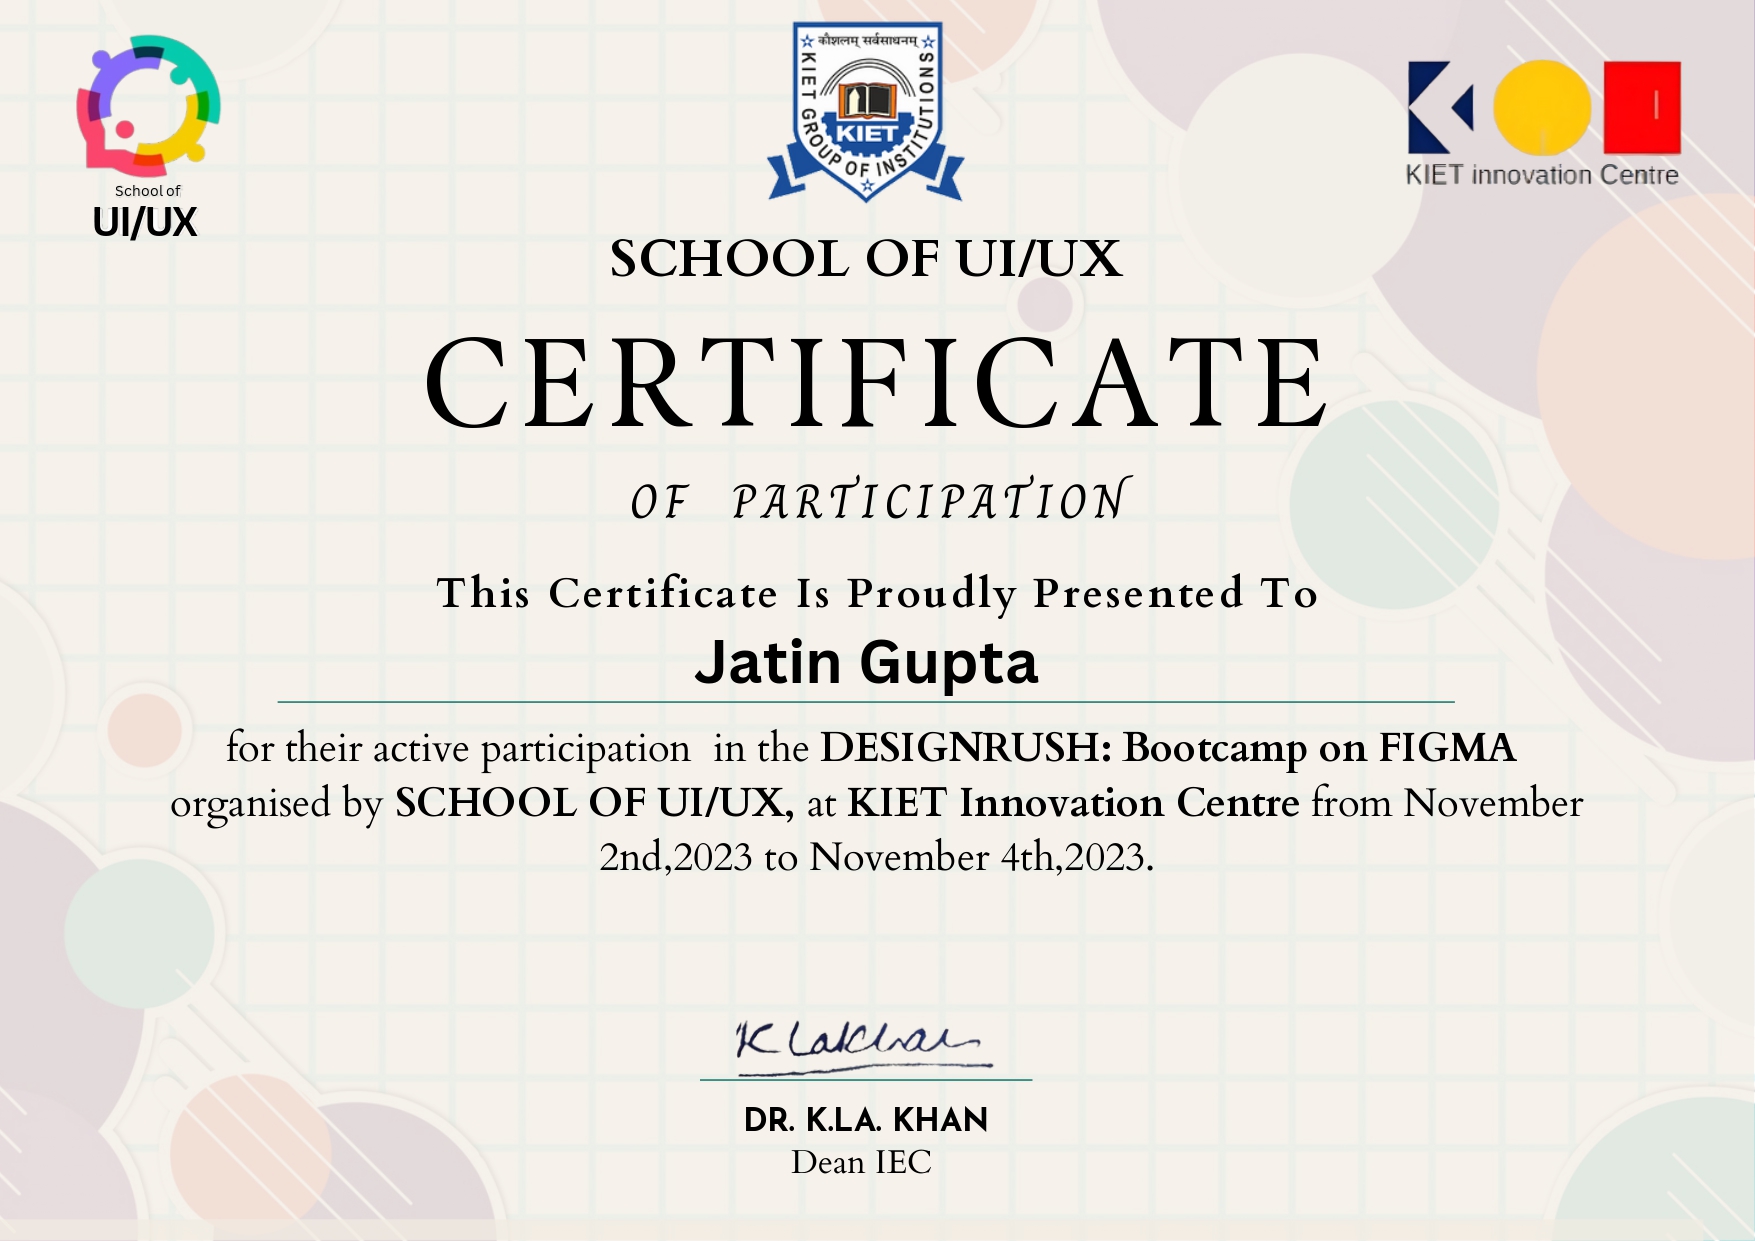 School of
UI/UX
कौशलम् सर्वसाधनम्
KIET GROUP OF INSTITUTIONS
KIET
KIET innovation Centre
SCHOOL OF UI/UX
CERTIFICATE
OF PARTICIPATION
This Certificate Is Proudly Presented To
Jatin Gupta
for their active participation in the DESIGNRUSH: Bootcamp on FIGMA
organised by SCHOOL OF UI/UX, at KIET Innovation Centre from November
2nd,2023 to November 4th,2023.
K Lakhan
DR. K.LA. KHAN
Dean IEC